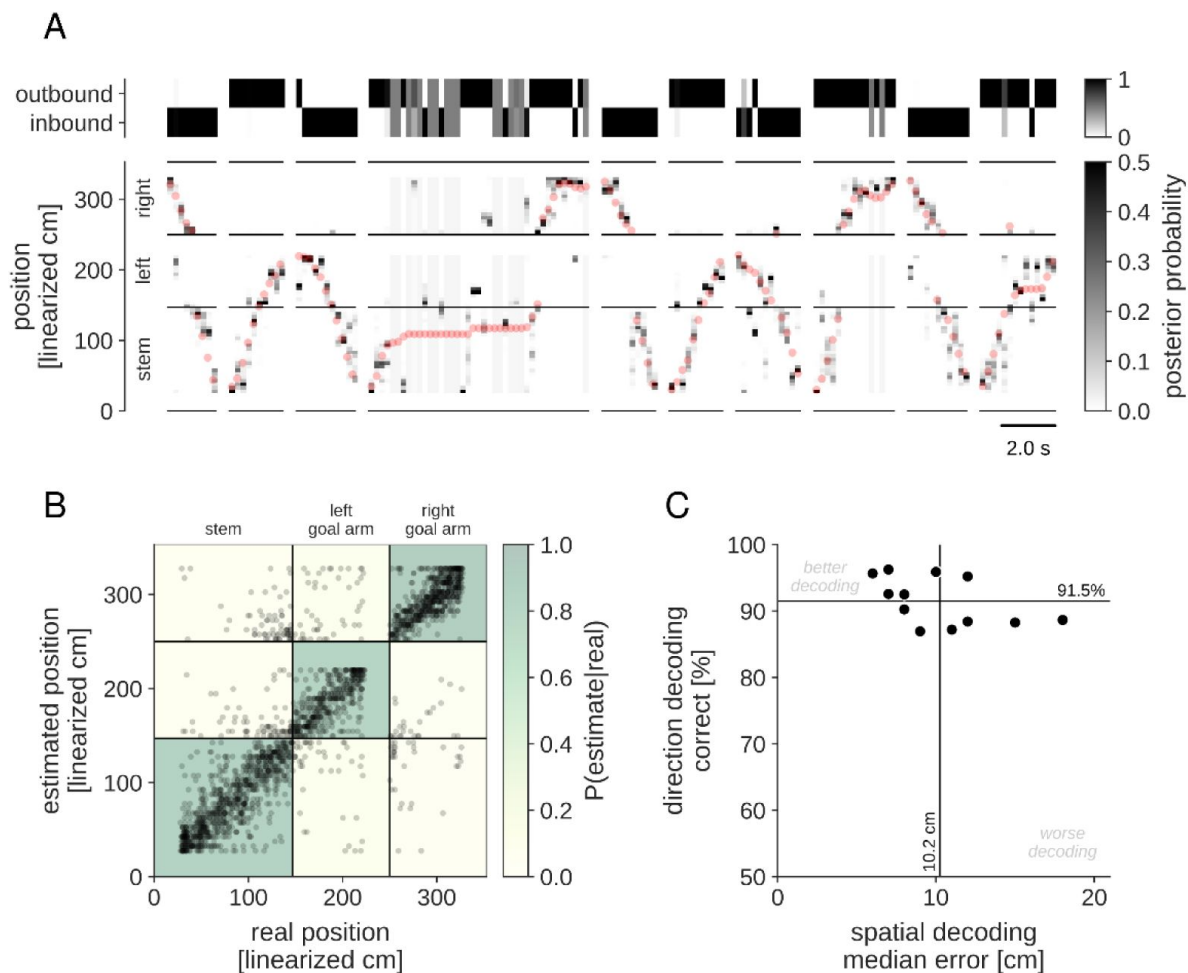 A
outbound
inbound
1
0
position
[linearized cm]
300
200
100
0
right
left
stem
0.5
0.4
0.3
0.2
0.1
0.0
posterior probability
2.0 s
B
stem
left
goal arm
right
goal arm
estimated position
[linearized cm]
300
200
100
0
0
100
200
300
real position
[linearized cm]
1.0
0.8
0.6
0.4
0.2
0.0
P(estimate|real)
C
direction decoding
correct [%]
100
90
80
70
60
50
better
decoding
91.5%
10.2 cm
worse
decoding
0
10
20
spatial decoding
median error [cm]